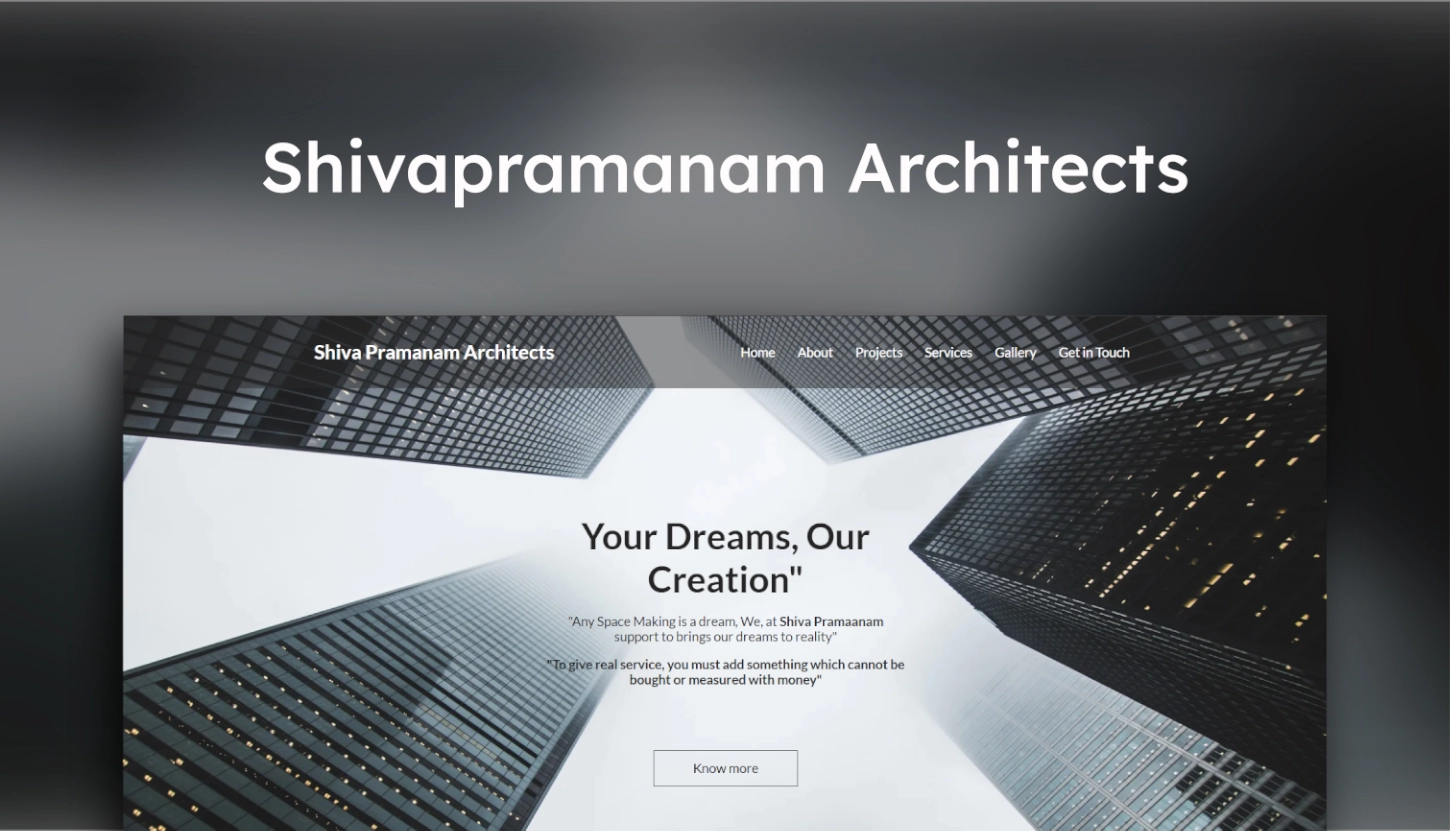 Shivapramanam Architects
Shiva Pramanam Architects
Home About Projects Services Gallery Get in Touch
Your Dreams, Our
Creation"
"Any Space Making is a dream, We, at Shiva Pramaanam
support to brings our dreams to reality"
"To give real service, you must add something which cannot be
bought or measured with money"
Know more